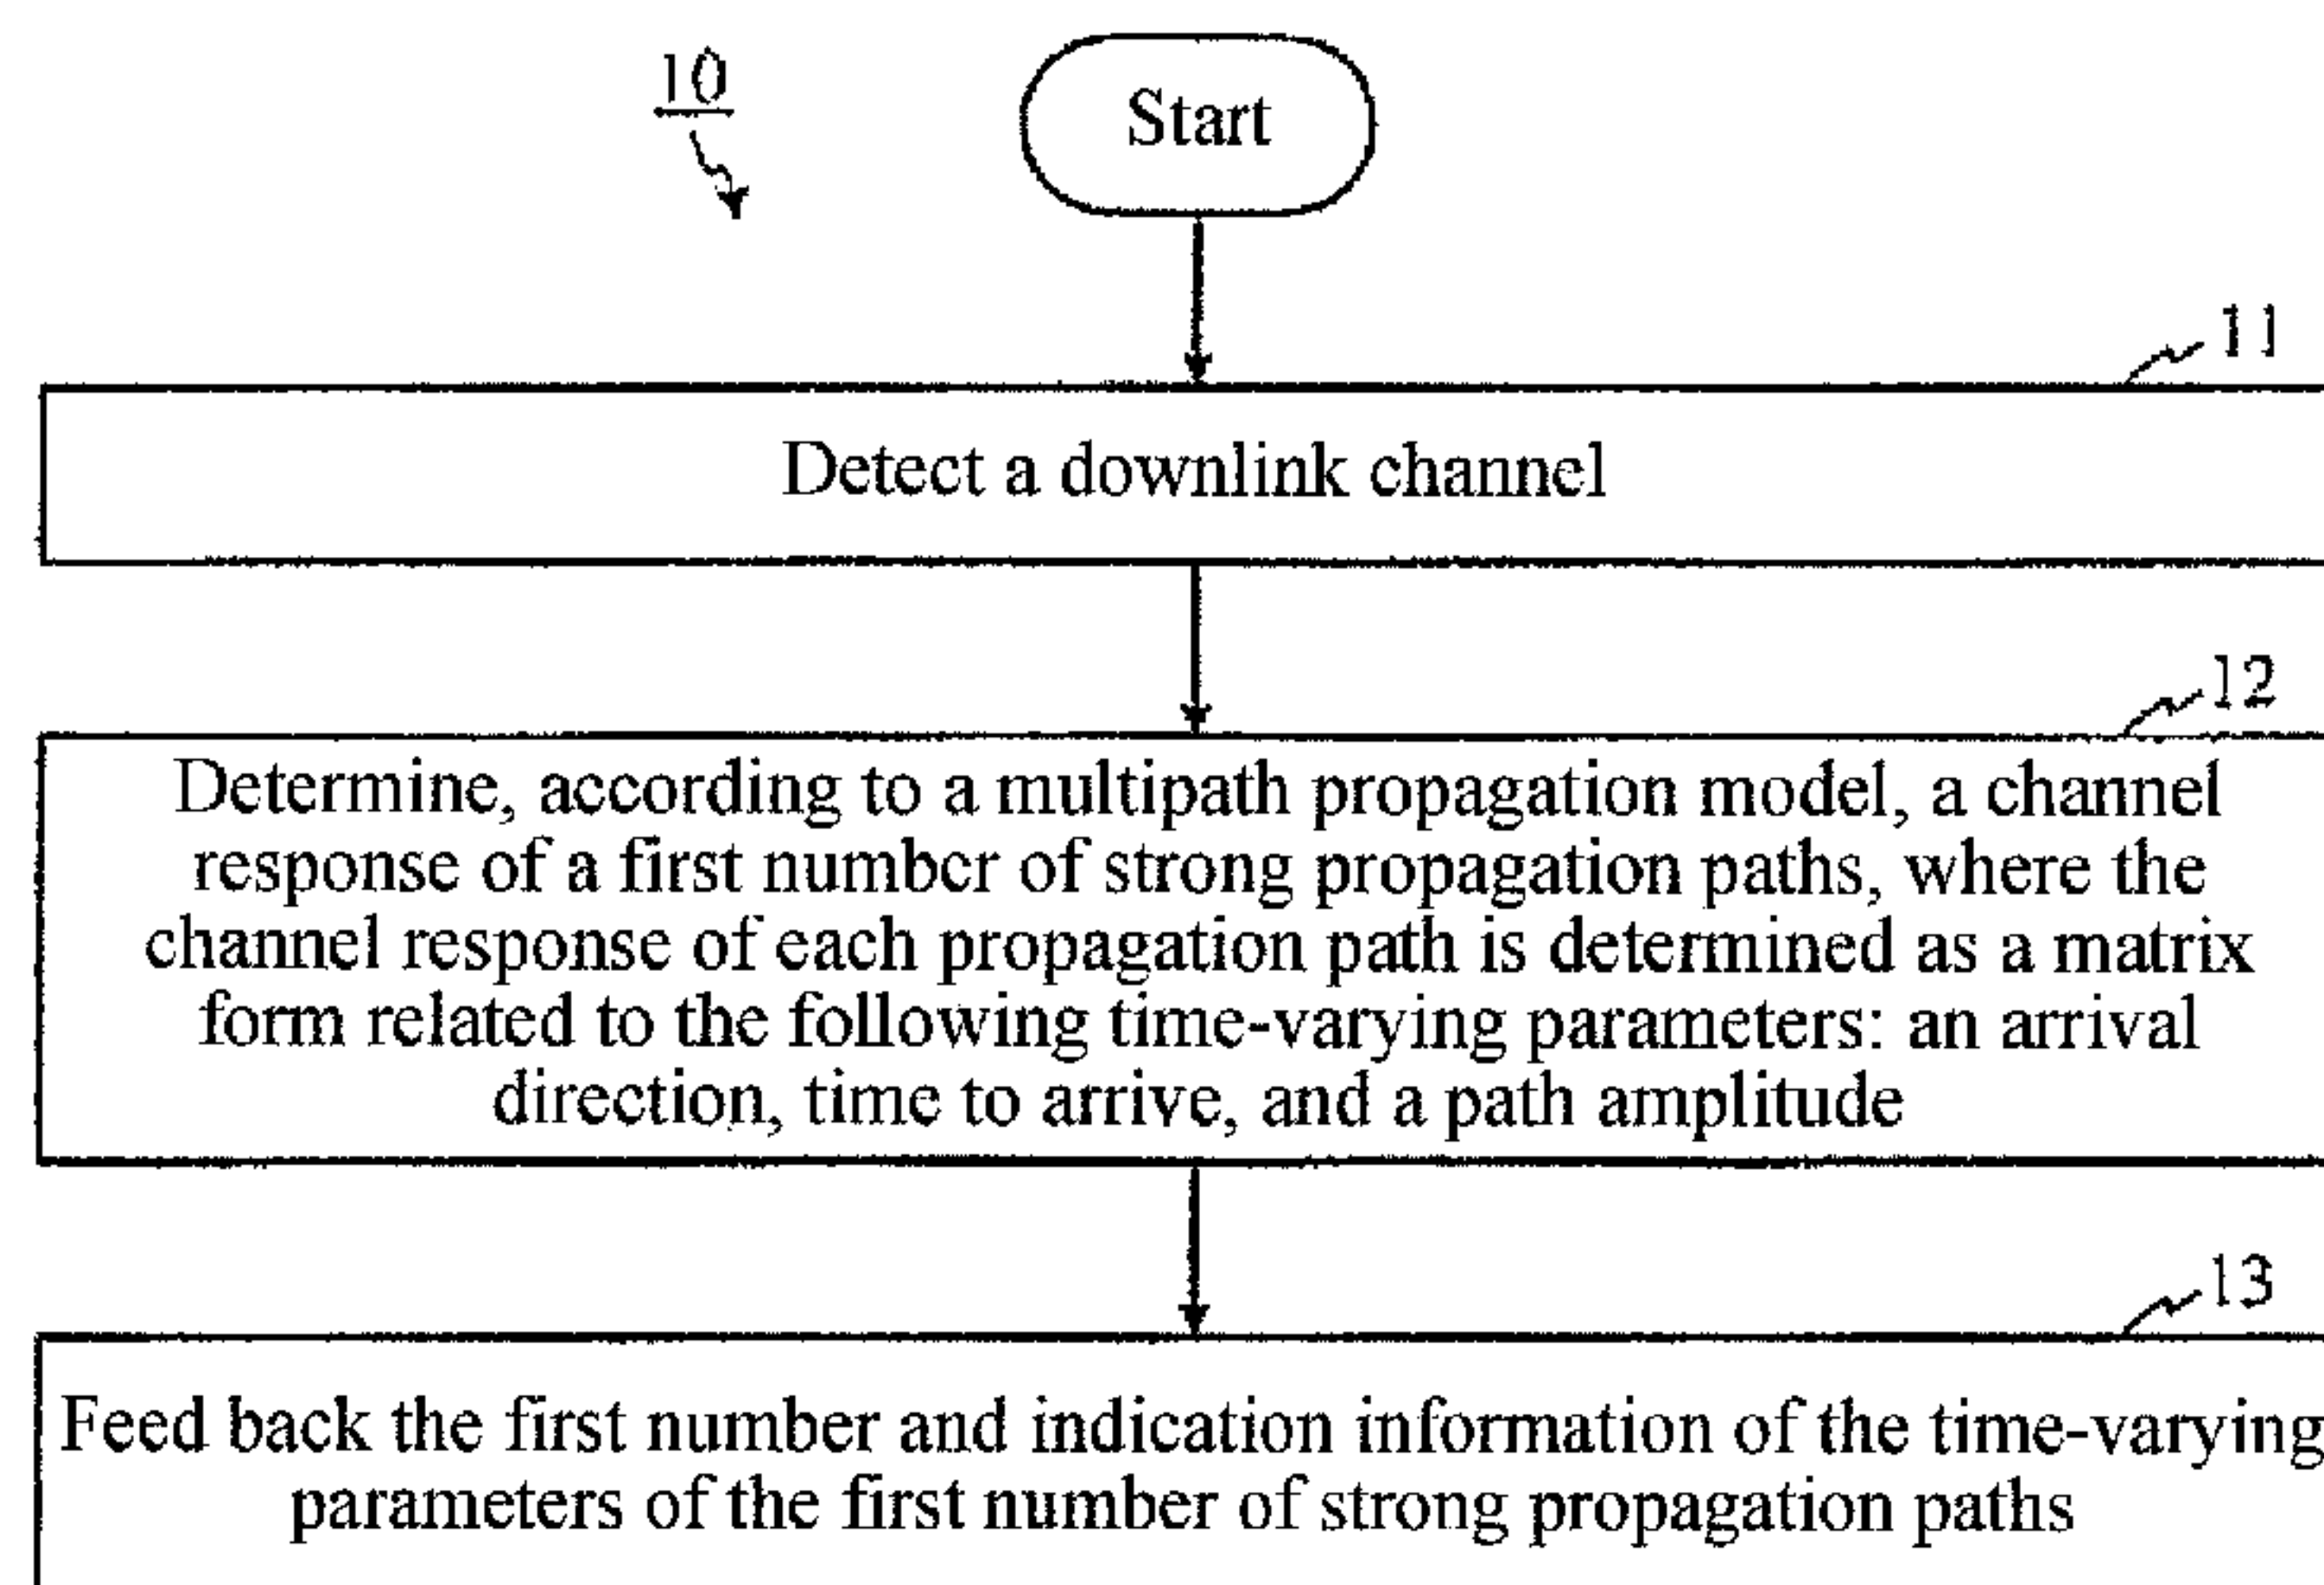 10
Start
11
Detect a downlink channel
12
Determine, according to a multipath propagation model, a channel
response of a first number of strong propagation paths, where the
channel response of each propagation path is determined as a matrix
form related to the following time-varying parameters: an arrival
direction, time to arrive, and a path amplitude
13
Feed back the first number and indication information of the time-varying
parameters of the first number of strong propagation paths